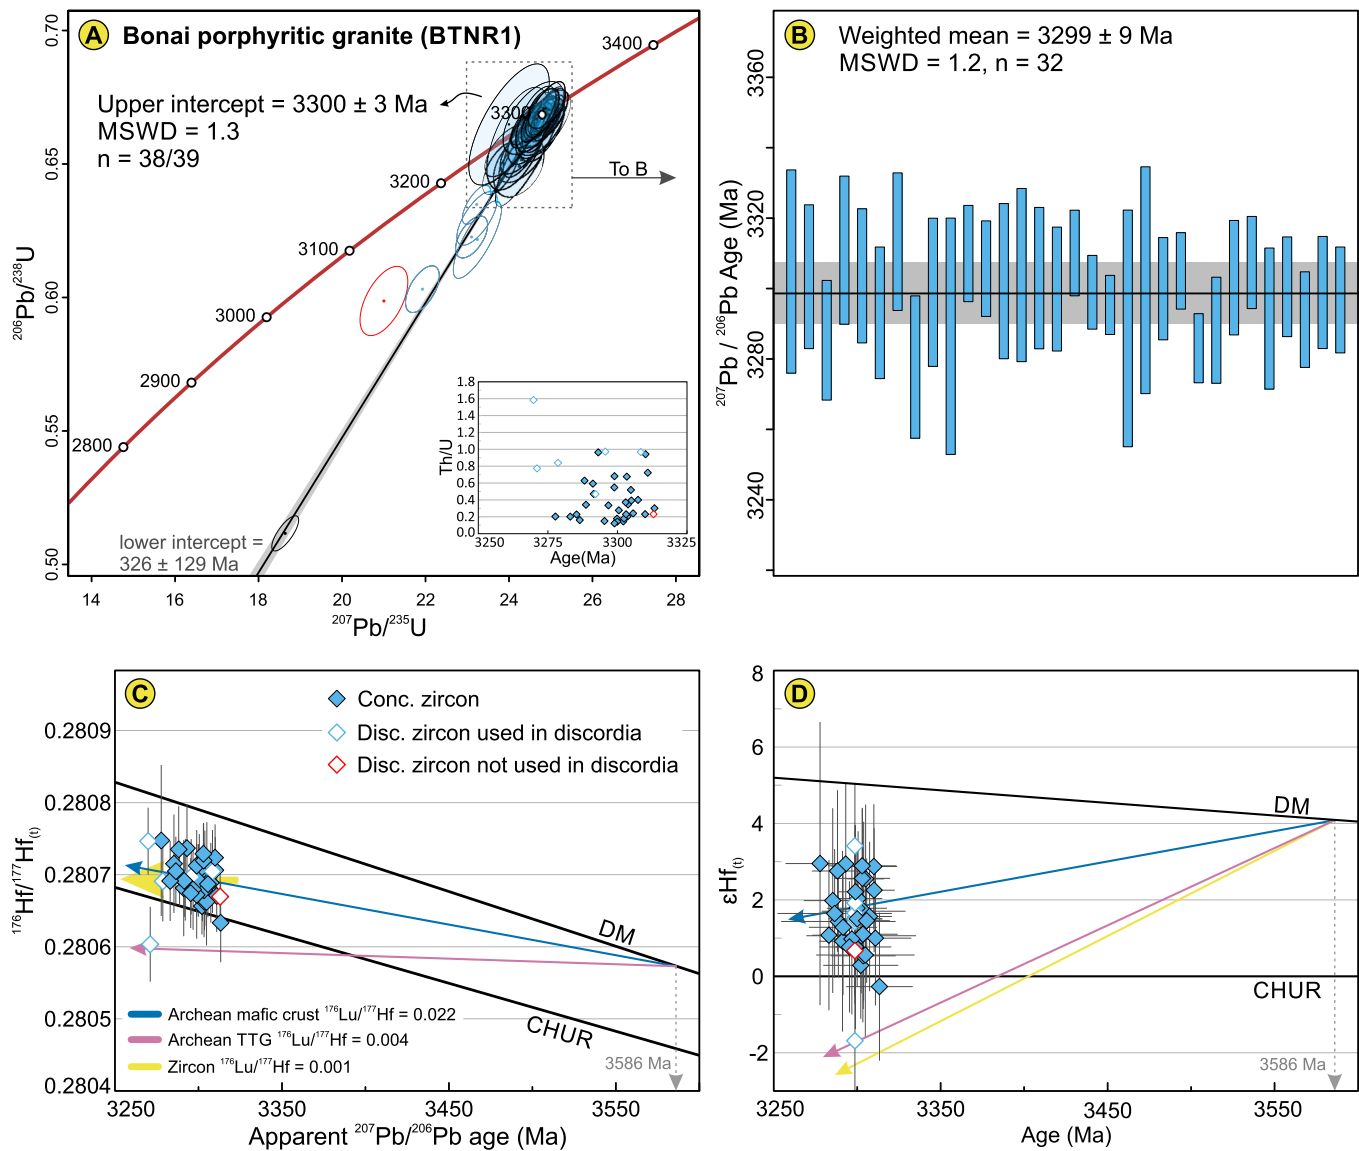 A Bonai porphyritic granite (BTNR1)
Upper intercept = 3300 ± 3 Ma
MSWD = 1.3
n = 38/39
3400
3300
3200
3100
3000
2900
2800
To B
lower intercept =
326 ± 129 Ma
0.70
0.65
0.60
0.55
0.50
²⁰⁶Pb/²³⁸U
14 16 18 20 22 24 26 28
²⁰⁷Pb/²³⁵U
1.8
1.6
1.4
1.2
1.0
0.8
0.6
0.4
0.2
0.0
Th/U
3250 3275 3300 3325
Age(Ma)
B Weighted mean = 3299 ± 9 Ma
MSWD = 1.2, n = 32
3360
3320
3280
3240
²⁰⁷Pb / ²⁰⁶Pb Age (Ma)
C
Conc. zircon
Disc. zircon used in discordia
Disc. zircon not used in discordia
0.2809
0.2808
0.2807
0.2806
0.2805
0.2804
¹⁷⁶Hf/¹⁷⁷Hf(t)
DM
CHUR
Archean mafic crust ¹⁷⁶Lu/¹⁷⁷Hf = 0.022
Archean TTG ¹⁷⁶Lu/¹⁷⁷Hf = 0.004
Zircon ¹⁷⁶Lu/¹⁷⁷Hf = 0.001
3586 Ma
3250 3350 3450 3550
Apparent ²⁰⁷Pb/²⁰⁶Pb age (Ma)
D
8
6
4
2
0
-2
εHf(t)
DM
CHUR
3586 Ma
3250 3350 3450 3550
Age (Ma)